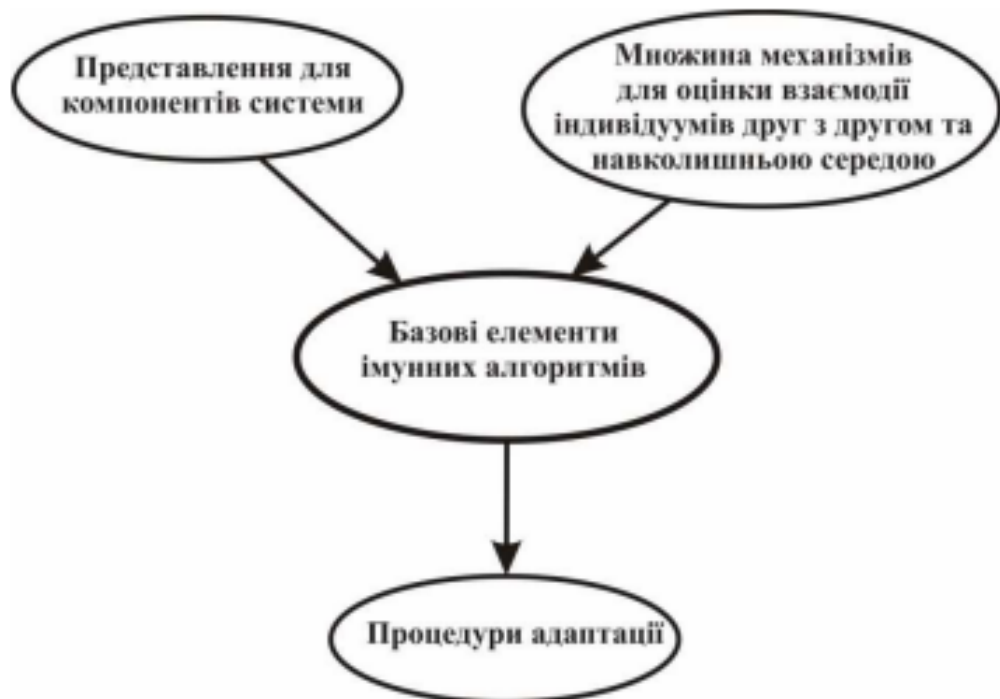 Представлення для
компонентів системи
Множина механізмів
для оцінки взаємодії
індивідуумів друг з другом та
навколишньою середою
Базові елементи
імунних алгоритмів
Процедури адаптації